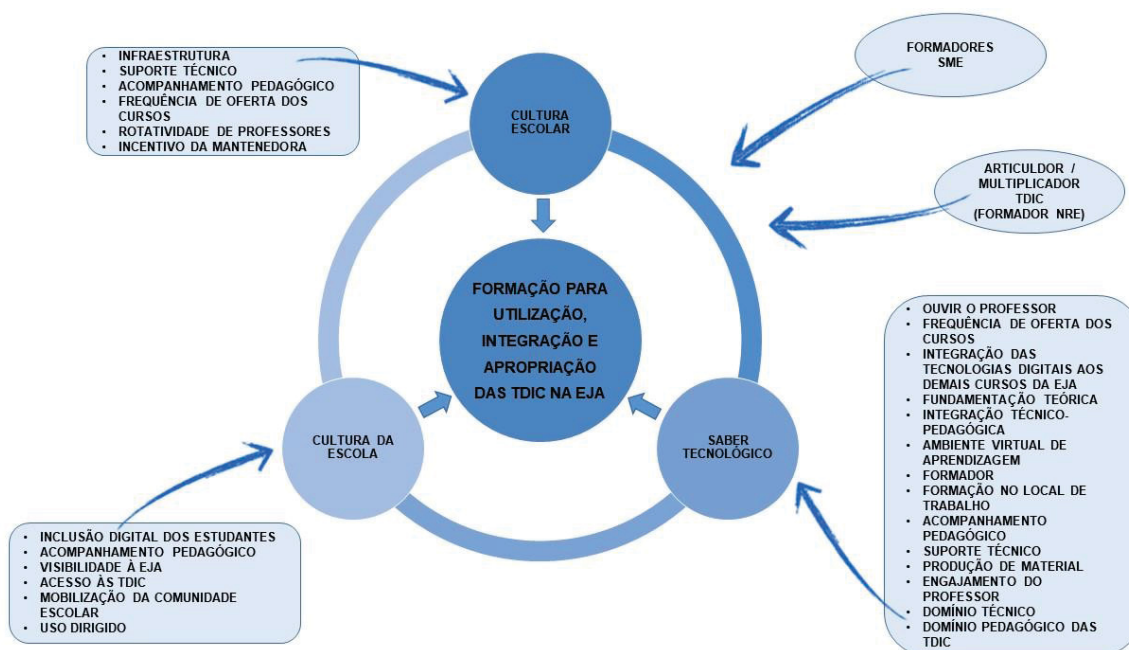 • INFRAESTRUTURA
• SUPORTE TÉCNICO
• ACOMPANHAMENTO PEDAGÓGICO
• FREQUÊNCIA DE OFERTA DOS
CURSOS
• ROTATIVIDADE DE PROFESSORES
• INCENTIVO DA MANTENEDORA
CULTURA
ESCOLAR
FORMADORES
SME
ARTICULDOR /
MULTIPLICADOR
TDIC
(FORMADOR NRE)
FORMAÇÃO PARA
UTILIZAÇÃO,
INTEGRAÇÃO E
APROPRIAÇÃO
DAS TDIC NA EJA
CULTURA DA
ESCOLA
SABER
TECNOLÓGICO
• OUVIR O PROFESSOR
• FREQUÊNCIA DE OFERTA DOS
CURSOS
• INTEGRAÇÃO DAS
TECNOLOGIAS DIGITAIS AOS
DEMAIS CURSOS DA EJA
• FUNDAMENTAÇÃO TEÓRICA
• INTEGRAÇÃO TÉCNICO-
PEDAGÓGICA
• AMBIENTE VIRTUAL DE
APRENDIZAGEM
• FORMADOR
• FORMAÇÃO NO LOCAL DE
TRABALHO
• ACOMPANHAMENTO
PEDAGÓGICO
• SUPORTE TÉCNICO
• PRODUÇÃO DE MATERIAL
• ENGAJAMENTO DO
PROFESSOR
• DOMÍNIO TÉCNICO
• DOMÍNIO PEDAGÓGICO DAS
TDIC
• INCLUSÃO DIGITAL DOS ESTUDANTES
• ACOMPANHAMENTO PEDAGÓGICO
• VISIBILIDADE À EJA
• ACESSO ÀS TDIC
• MOBILIZAÇÃO DA COMUNIDADE
ESCOLAR
• USO DIRIGIDO